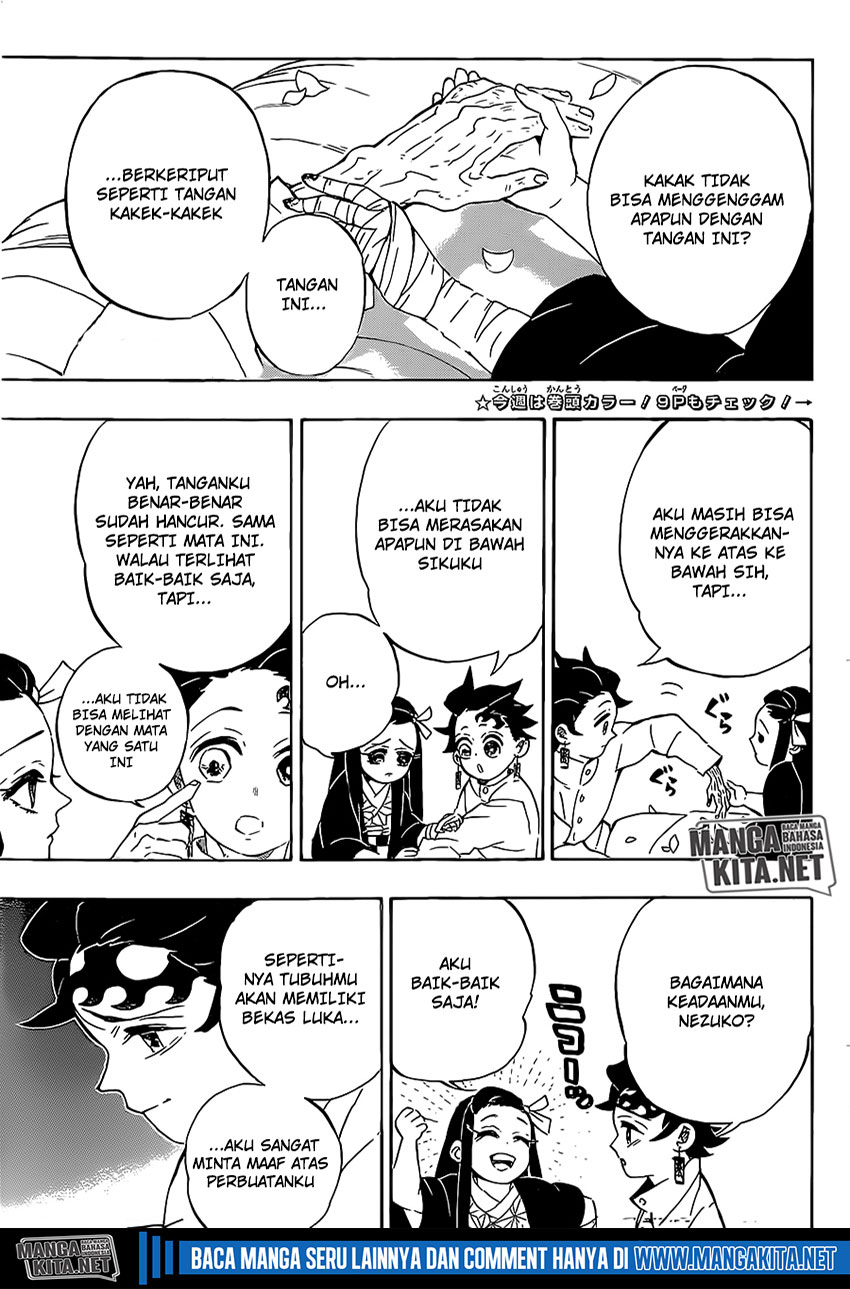 KAKAK TIDAK
BISA MENGGENGGAM
APAPUN DENGAN
TANGAN INI?
TANGAN
INI...
...BERKERIPUT
SEPERTI TANGAN
KAKEK-KAKEK
★今週は巻頭カラー！9Pもチェック！→
AKU MASIH BISA
MENGGERAKKAN-
NYA KE ATAS KE
BAWAH SIH,
TAPI...
ぐら
ぐら
...AKU TIDAK
BISA MERASAKAN
APAPUN DI BAWAH
SIKUKU
OH...
YAH, TANGANKU
BENAR-BENAR
SUDAH HANCUR. SAMA
SEPERTI MATA INI.
WALAU TERLIHAT
BAIK-BAIK SAJA,
TAPI...
...AKU TIDAK
BISA MELIHAT
DENGAN MATA
YANG SATU
INI
MANGA
KITA.NET
BACA MANGA
BAHASA
INDONESIA
BAGAIMANA
KEADAANMU,
NEZUKO?
AKU
BAIK-BAIK
SAJA!
SEPERTI-
NYA TUBUHMU
AKAN MEMILIKI
BEKAS LUKA...
...AKU SANGAT
MINTA MAAF ATAS
PERBUATANKU
MANGA
KITA.NET
BACA MANGA
BAHASA
INDONESIA
BACA MANGA SERU LAINNYA DAN COMMENT HANYA DI WWW.MANGAKITA.NET